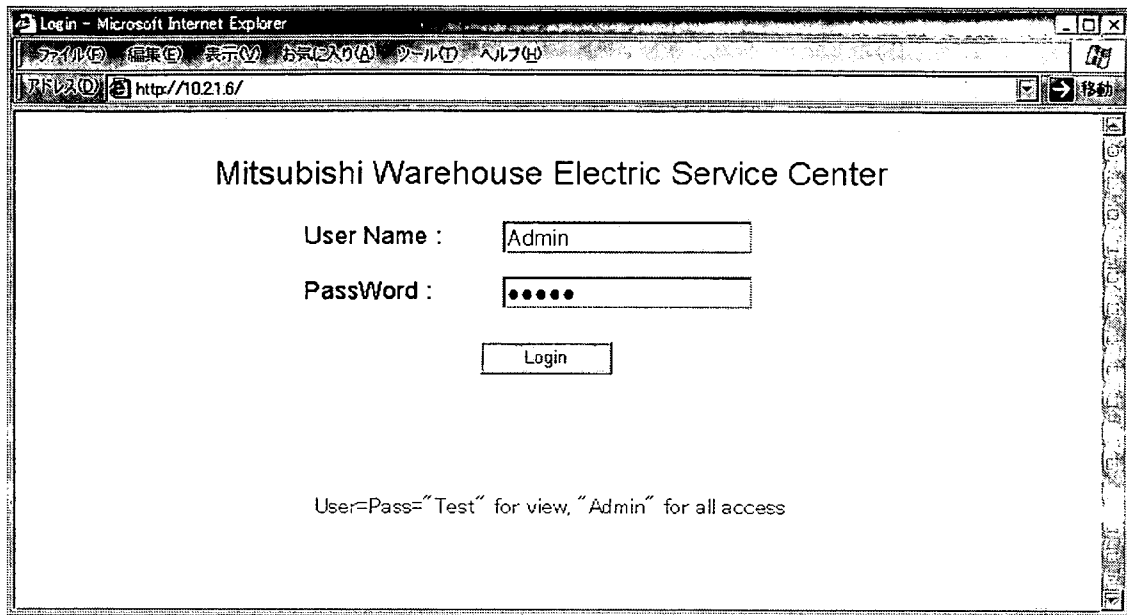 Login - Microsoft Internet Explorer
ファイル(F) 編集(E) 表示(V) お気に入り(A) ツール(T) ヘルプ(H)
アドレス(D) http://10.2.1.6/ 移動
Mitsubishi Warehouse Electric Service Center
User Name : Admin
PassWord : ●●●●●
Login
User=Pass="Test" for view, "Admin" for all access